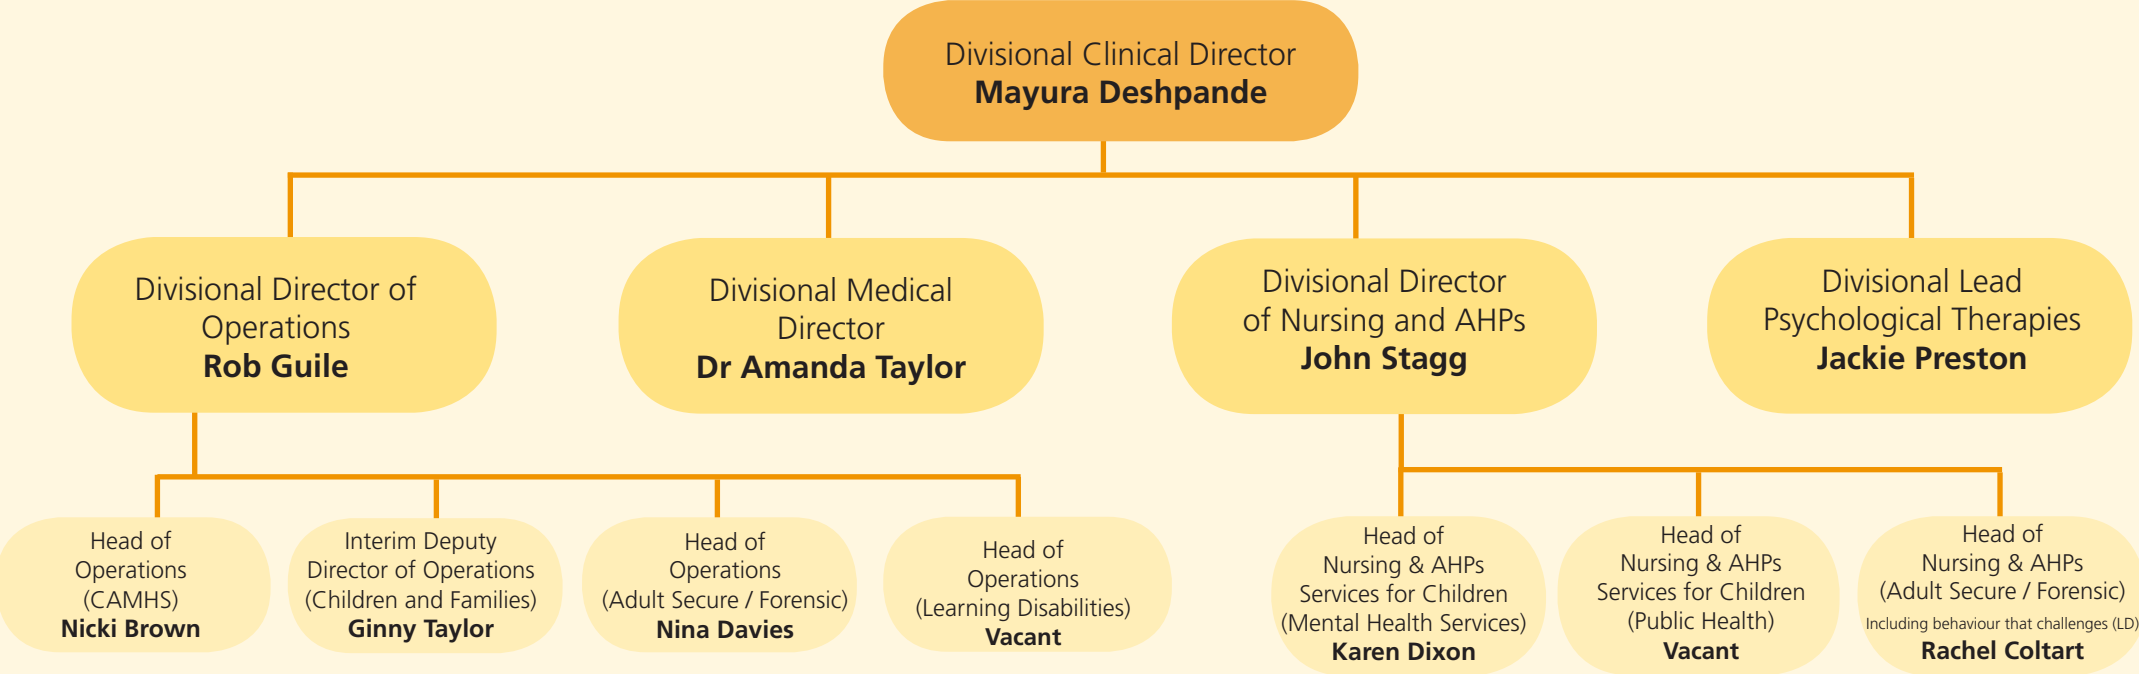 Divisional Clinical Director
Mayura Deshpande
Divisional Director of
Operations
Rob Guile
Divisional Medical
Director
Dr Amanda Taylor
Divisional Director
of Nursing and AHPs
John Stagg
Divisional Lead
Psychological Therapies
Jackie Preston
Head of
Operations
(CAMHS)
Nicki Brown
Interim Deputy
Director of Operations
(Children and Families)
Ginny Taylor
Head of
Operations
(Adult Secure / Forensic)
Nina Davies
Head of
Operations
(Learning Disabilities)
Vacant
Head of
Nursing & AHPs
Services for Children
(Mental Health Services)
Karen Dixon
Head of
Nursing & AHPs
Services for Children
(Public Health)
Vacant
Head of
Nursing & AHPs
(Adult Secure / Forensic)
Including behaviour that challenges (LD)
Rachel Coltart